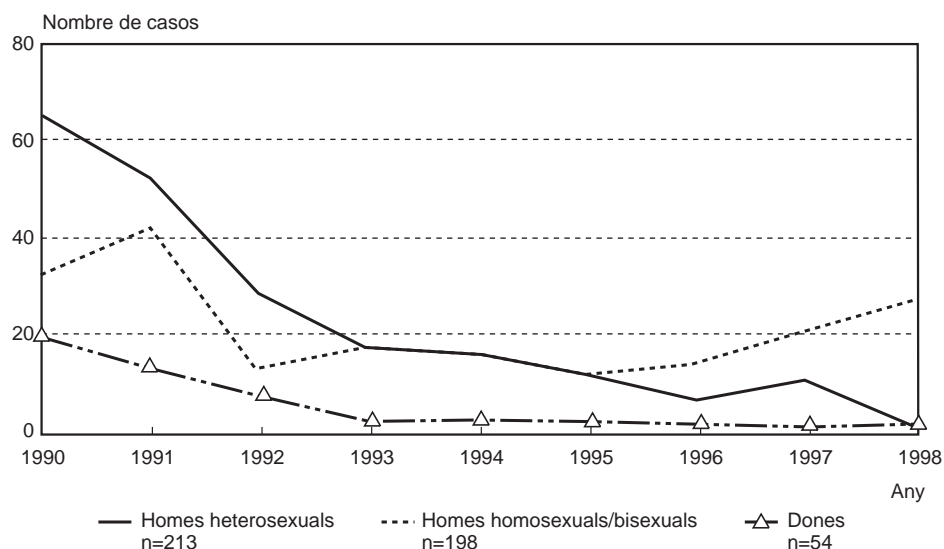 Nombre de casos
80
60
40
20
0
1990 1991 1992 1993 1994 1995 1996 1997 1998
Any
Homes heterosexuals Homes homosexuals/bisexuals Dones
n=213 n=198 n=54